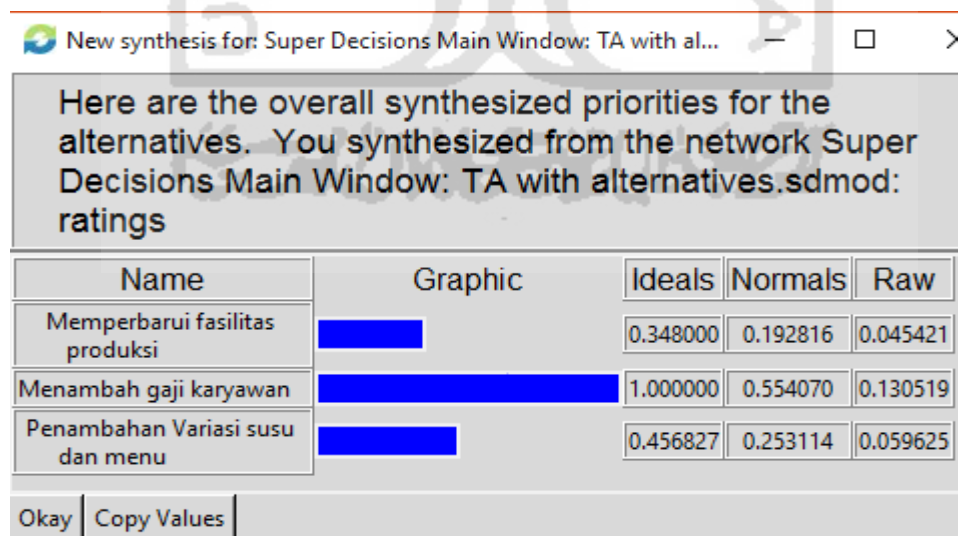 New synthesis for: Super Decisions Main Window: TA with al...
Here are the overall synthesized priorities for the
alternatives. You synthesized from the network Super
Decisions Main Window: TA with alternatives.sdmod:
ratings
Name Graphic Ideals Normals Raw
Memperbarui fasilitas
produksi 0.348000 0.192816 0.045421
Menambah gaji karyawan 1.000000 0.554070 0.130519
Penambahan Variasi susu
dan menu 0.456827 0.253114 0.059625
Okay Copy Values